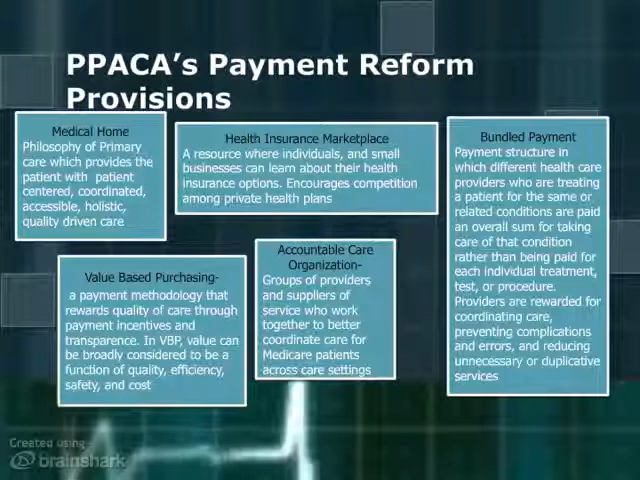 PPACA's Payment Reform
Provisions
Medical Home
Philosophy of Primary
care which provides the
patient with  patient
centered, coordinated,
accessible, holistic,
quality driven care
Health Insurance Marketplace
A resource where individuals, and small
businesses can learn about their health
insurance options. Encourages competition
among private health plans
Bundled Payment
Payment structure in
which different health care
providers who are treating
a patient for the same or
related conditions are paid
an overall sum for taking
care of that condition
rather than being paid for
each individual treatment,
test, or procedure.
Providers are rewarded for
coordinating care,
preventing complications
and errors, and reducing
unnecessary or duplicative
services
Value Based Purchasing-
a payment methodology that
rewards quality of care through
payment incentives and
transparence. In VBP, value can
be broadly considered to be a
function of quality, efficiency,
safety, and cost
Accountable Care
Organization-
Groups of providers
and suppliers of
service who work
together to better
coordinate care for
Medicare patients
across care settings
Created using
brainshark